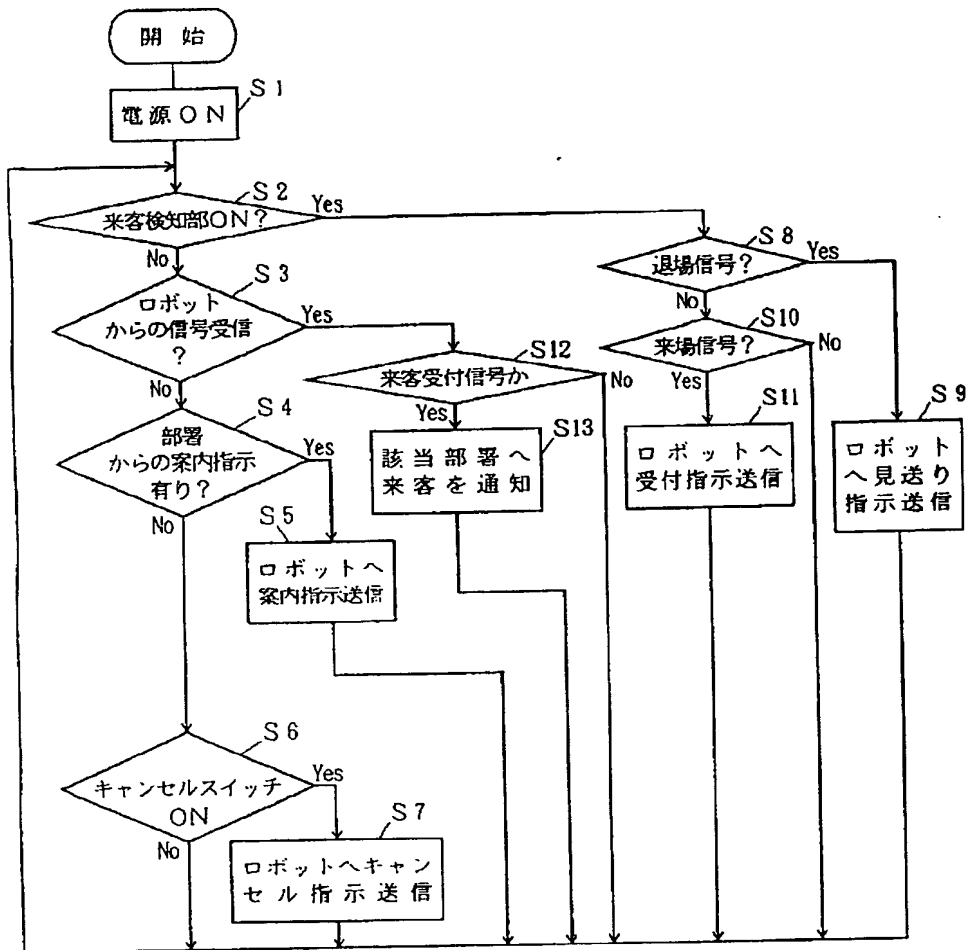 開始
S1
電源ON
S2
来客検知部ON?
Yes
No
S3
ロボット
からの信号受信
?
Yes
No
S4
部署
からの案内指示
有り?
Yes
No
S5
ロボットへ
案内指示送信
S6
キャンセルスイッチ
ON
Yes
No
S7
ロボットへキャン
セル指示送信
S8
退場信号?
Yes
No
S10
来場信号?
No
Yes
S12
来客受付信号か
No
Yes
S13
該当部署へ
来客を通知
S11
ロボットへ
受付指示送信
S9
ロボット
へ見送り
指示送信